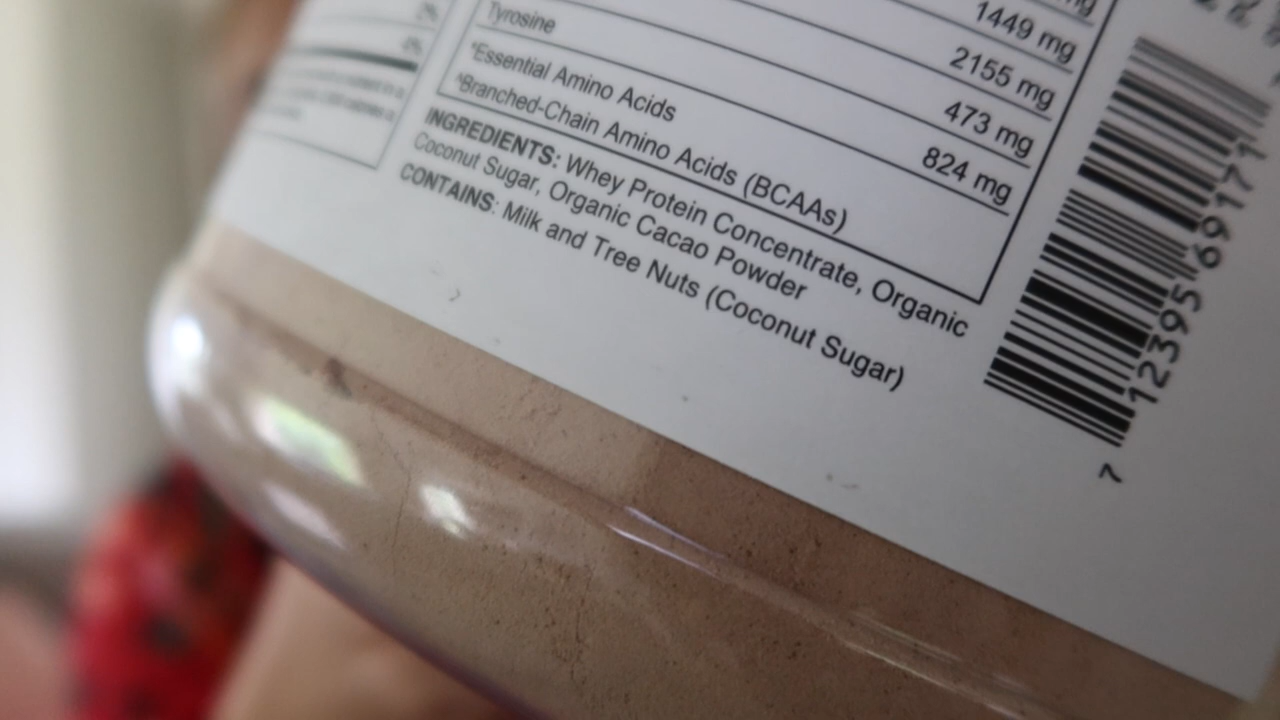 mg
1449 mg
2155 mg
Tyrosine
473 mg
824 mg
*Essential Amino Acids
^Branched-Chain Amino Acids (BCAAs)
INGREDIENTS: Whey Protein Concentrate, Organic
Coconut Sugar, Organic Cacao Powder
CONTAINS: Milk and Tree Nuts (Coconut Sugar)
7 12395 69171